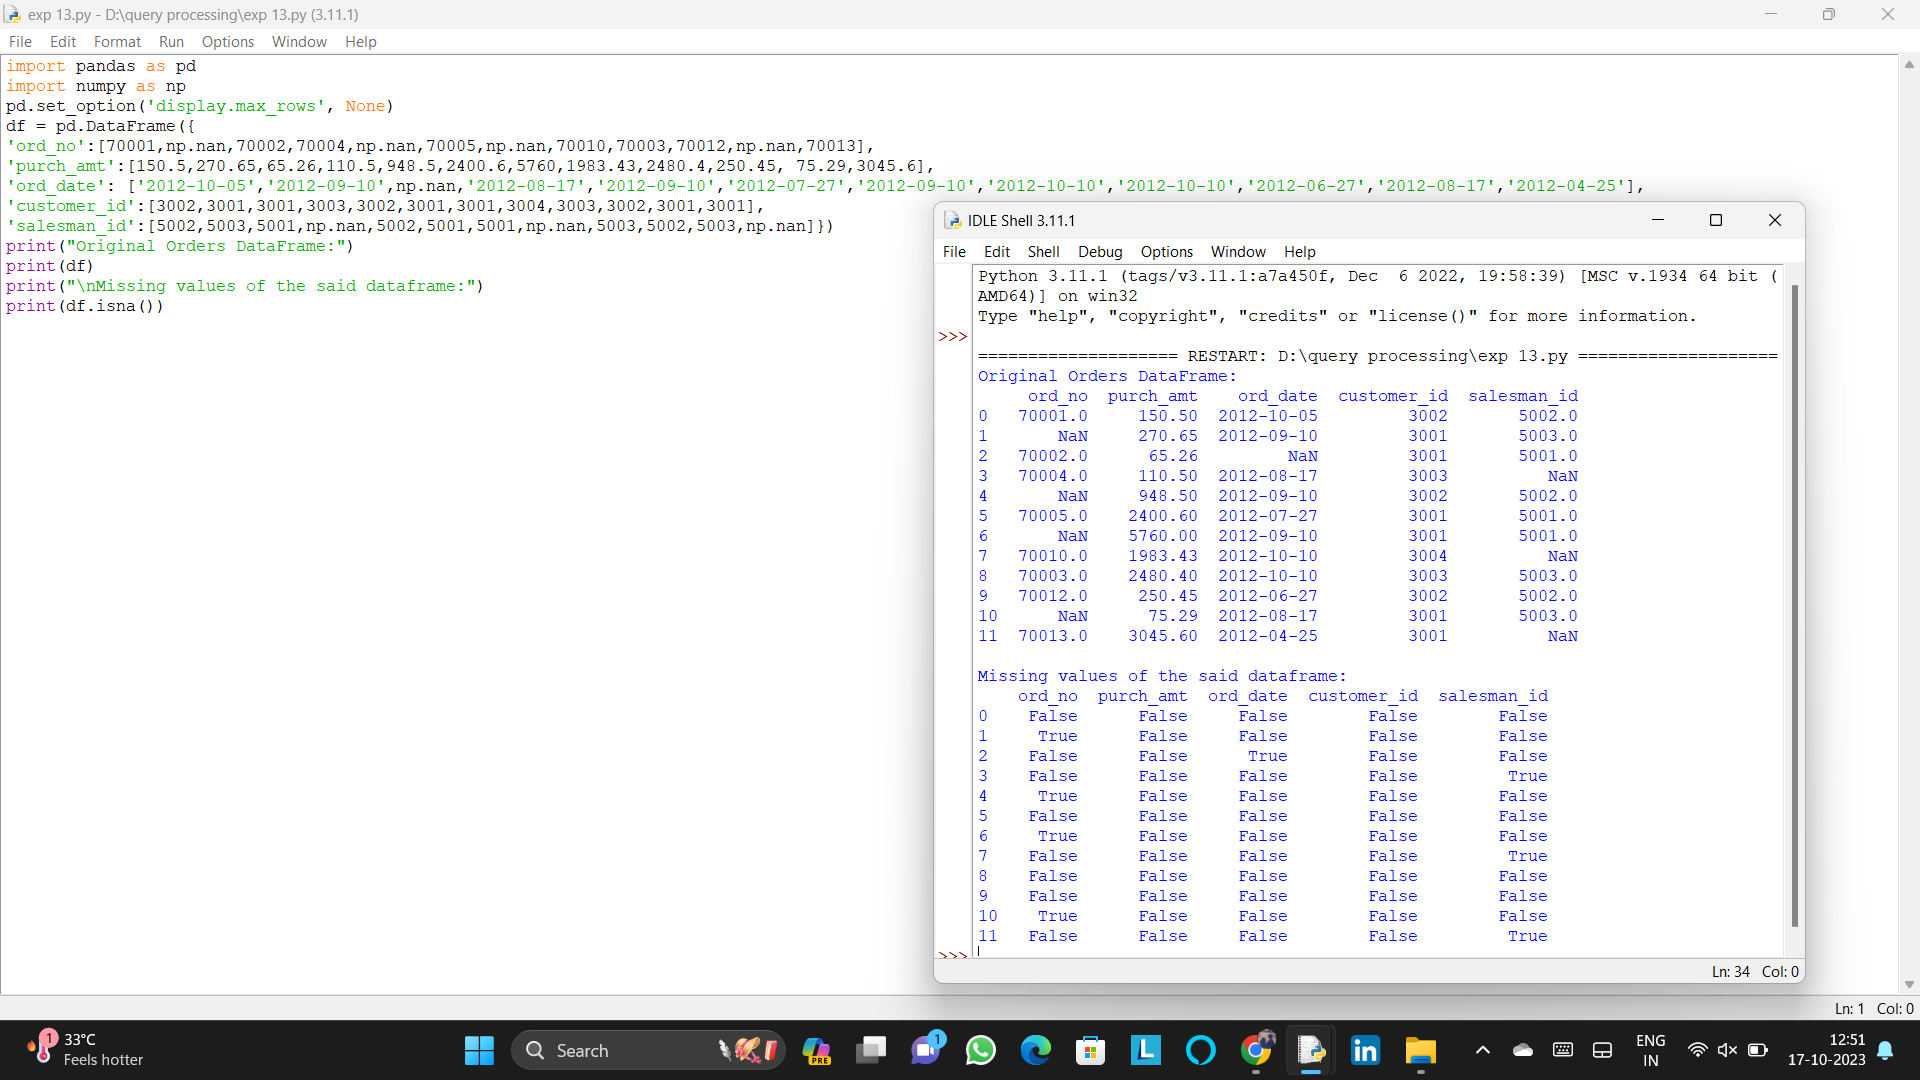 exp 13.py - D:\query processing\exp 13.py (3.11.1)
File Edit Format Run Options Window Help
import pandas as pd
import numpy as np
pd.set_option('display.max_rows', None)
df = pd.DataFrame({
'ord_no':[70001,np.nan,70002,70004,np.nan,70005,np.nan,70010,70003,70012,np.nan,70013],
'purch_amt':[150.5,270.65,65.26,110.5,948.5,2400.6,5760,1983.43,2480.4,250.45, 75.29,3045.6],
'ord_date': ['2012-10-05','2012-09-10',np.nan,'2012-08-17','2012-09-10','2012-07-27','2012-09-10','2012-10-10','2012-10-10','2012-06-27','2012-08-17','2012-04-25'],
'customer_id':[3002,3001,3001,3003,3002,3001,3001,3004,3003,3002,3001,3001],
'salesman_id':[5002,5003,5001,np.nan,5002,5001,5001,np.nan,5003,5002,5003,np.nan]})
print("Original Orders DataFrame:")
print(df)
print("\nMissing values of the said dataframe:")
print(df.isna())
IDLE Shell 3.11.1
File Edit Shell Debug Options Window Help
Python 3.11.1 (tags/v3.11.1:a7a450f, Dec  6 2022, 19:58:39) [MSC v.1934 64 bit (
AMD64)] on win32
Type "help", "copyright", "credits" or "license()" for more information.
>>>
==================== RESTART: D:\query processing\exp 13.py ====================
Original Orders DataFrame:
     ord_no  purch_amt    ord_date  customer_id  salesman_id
0   70001.0     150.50  2012-10-05         3002       5002.0
1       NaN     270.65  2012-09-10         3001       5003.0
2   70002.0      65.26         NaN         3001       5001.0
3   70004.0     110.50  2012-08-17         3003          NaN
4       NaN     948.50  2012-09-10         3002       5002.0
5   70005.0    2400.60  2012-07-27         3001       5001.0
6       NaN    5760.00  2012-09-10         3001       5001.0
7   70010.0    1983.43  2012-10-10         3004          NaN
8   70003.0    2480.40  2012-10-10         3003       5003.0
9   70012.0     250.45  2012-06-27         3002       5002.0
10      NaN      75.29  2012-08-17         3001       5003.0
11  70013.0    3045.60  2012-04-25         3001          NaN
Missing values of the said dataframe:
    ord_no  purch_amt  ord_date  customer_id  salesman_id
0    False      False     False        False        False
1     True      False     False        False        False
2    False      False      True        False        False
3    False      False     False        False         True
4     True      False     False        False        False
5    False      False     False        False        False
6     True      False     False        False        False
7    False      False     False        False         True
8    False      False     False        False        False
9    False      False     False        False        False
10    True      False     False        False        False
11   False      False     False        False         True
>>>
Ln: 34 Col: 0
Ln: 1 Col: 0
1
33°C
Feels hotter
Search
PRE
1
L
in
ENG
IN
12:51
17-10-2023